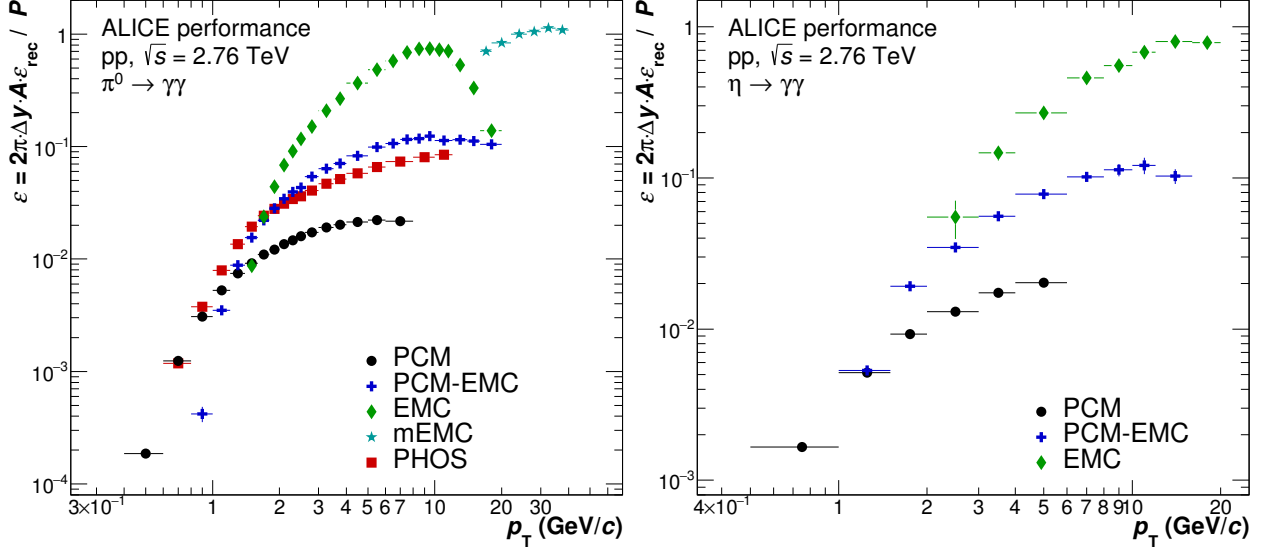 ε = 2π·Δy·A·ε_rec / P
ALICE performance
pp, √s = 2.76 TeV
π⁰ → γγ
1
10⁻¹
10⁻²
10⁻³
10⁻⁴
PCM
PCM-EMC
EMC
mEMC
PHOS
3×10⁻¹ 1 2 3 4 5 6 7 10 20 30
p_T (GeV/c)
ε = 2π·Δy·A·ε_rec / P
ALICE performance
pp, √s = 2.76 TeV
η → γγ
1
10⁻¹
10⁻²
10⁻³
PCM
PCM-EMC
EMC
4×10⁻¹ 1 2 3 4 5 6 7 8 9 10 20
p_T (GeV/c)